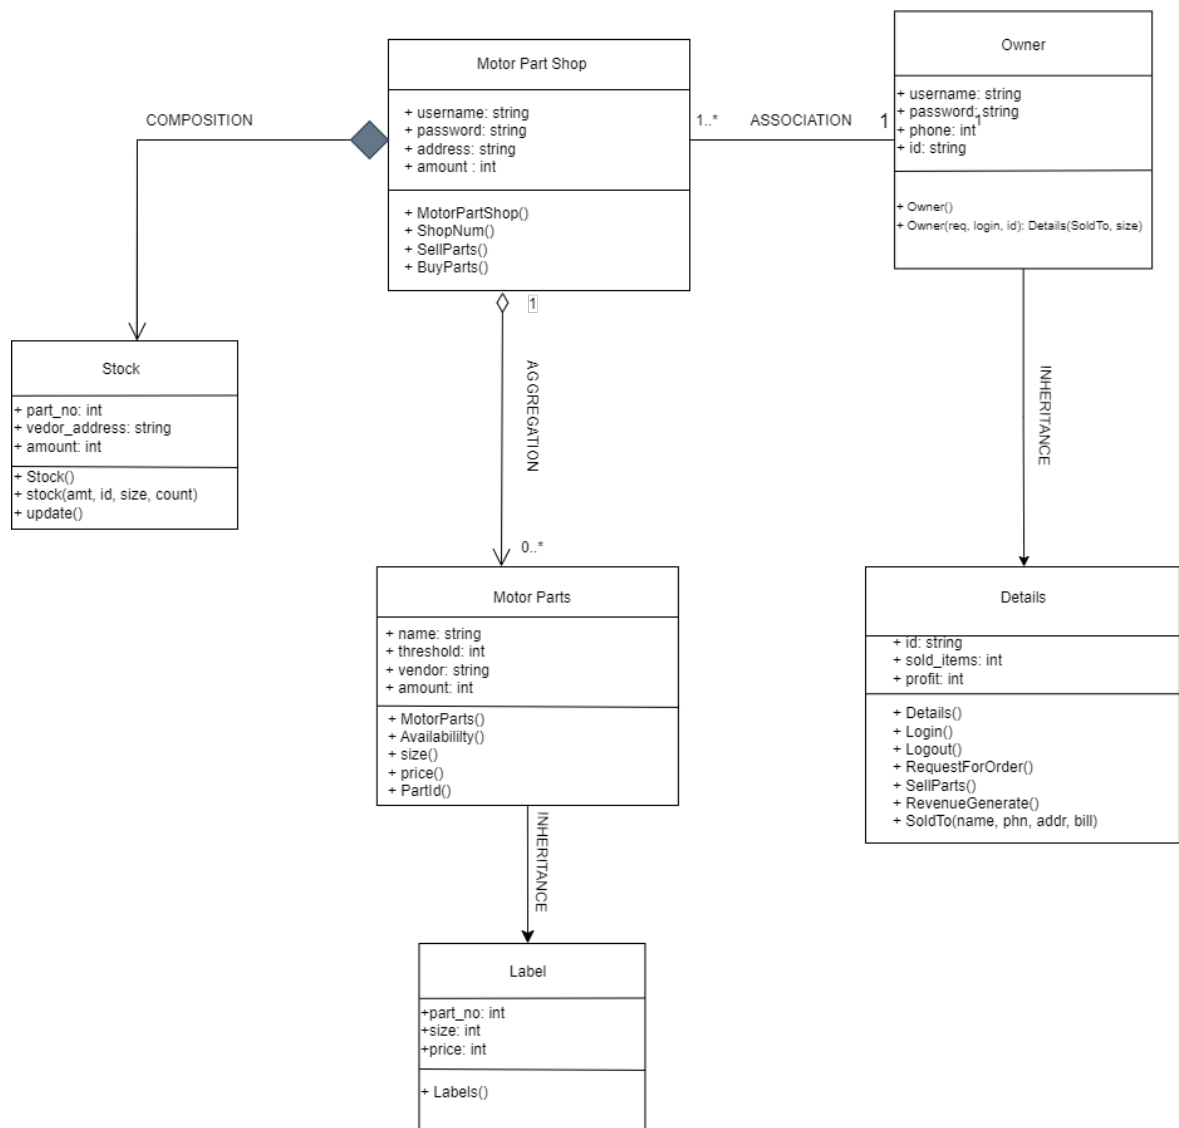 Motor Part Shop
+ username: string
+ password: string
+ address: string
+ amount : int
+ MotorPartShop()
+ ShopNum()
+ SellParts()
+ BuyParts()
COMPOSITION
1..*
ASSOCIATION
1
1
Owner
+ username: string
+ password: string
+ phone: int
+ id: string
+ Owner()
+ Owner(req, login, id): Details(SoldTo, size)
1
AGGREGATION
0..*
INHERITANCE
Stock
+ part_no: int
+ vedor_address: string
+ amount: int
+ Stock()
+ stock(amt, id, size, count)
+ update()
Motor Parts
+ name: string
+ threshold: int
+ vendor: string
+ amount: int
+ MotorParts()
+ Availabililty()
+ size()
+ price()
+ PartId()
Details
+ id: string
+ sold_items: int
+ profit: int
+ Details()
+ Login()
+ Logout()
+ RequestForOrder()
+ SellParts()
+ RevenueGenerate()
+ SoldTo(name, phn, addr, bill)
INHERITANCE
Label
+part_no: int
+size: int
+price: int
+ Labels()